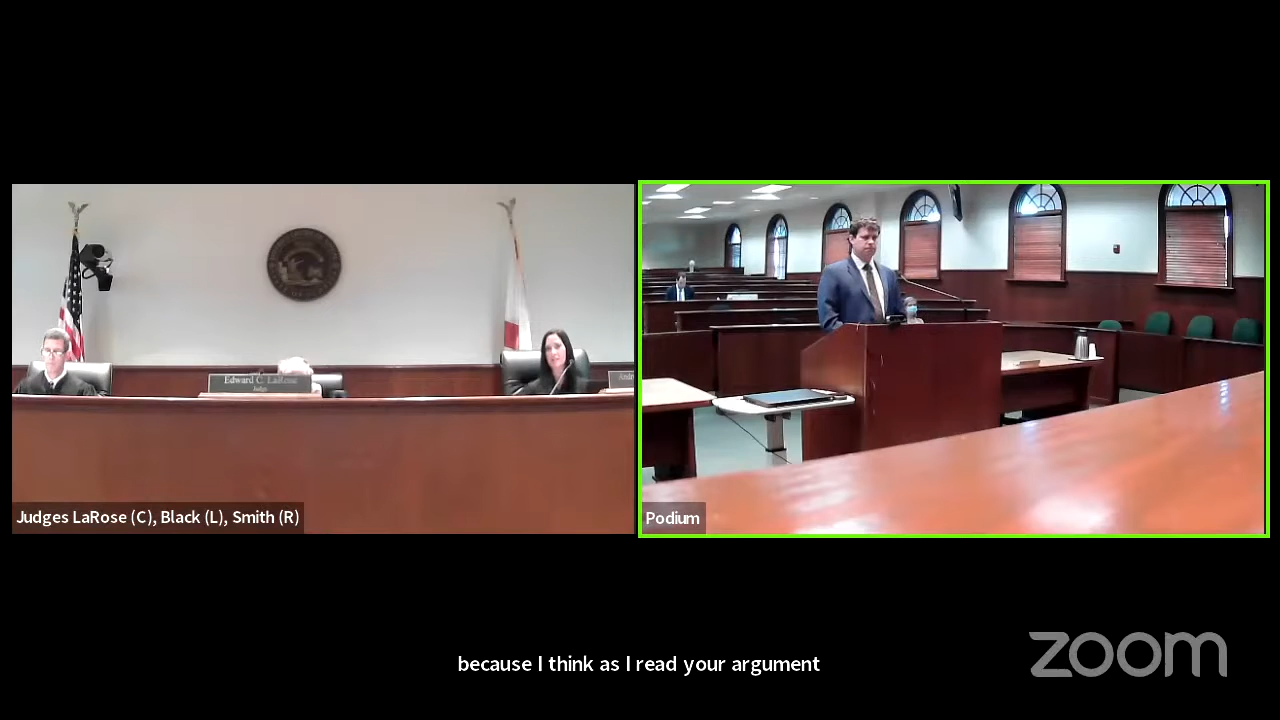 Edward C. LaRose
Judge
Judges LaRose (C), Black (L), Smith (R)
Podium
because I think as I read your argument
zoom